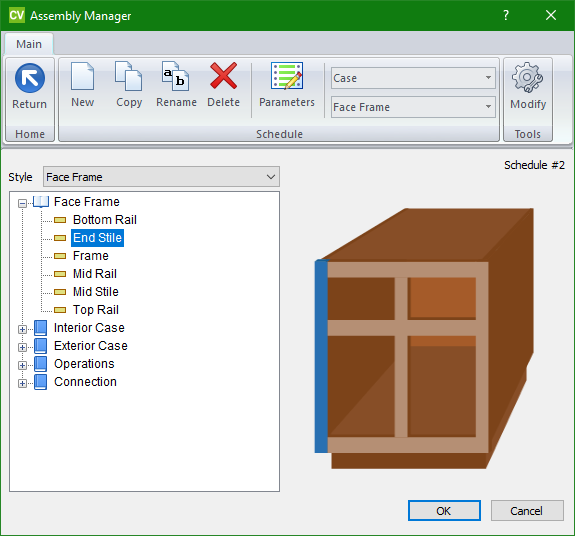 CV Assembly Manager ?
Main
Return
New
Copy
a b
Rename
Delete
Parameters
Case
Face Frame
Modify
Home
Schedule
Tools
Schedule #2
Style
Face Frame
Face Frame
Bottom Rail
End Stile
Frame
Mid Rail
Mid Stile
Top Rail
Interior Case
Exterior Case
Operations
Connection
OK
Cancel